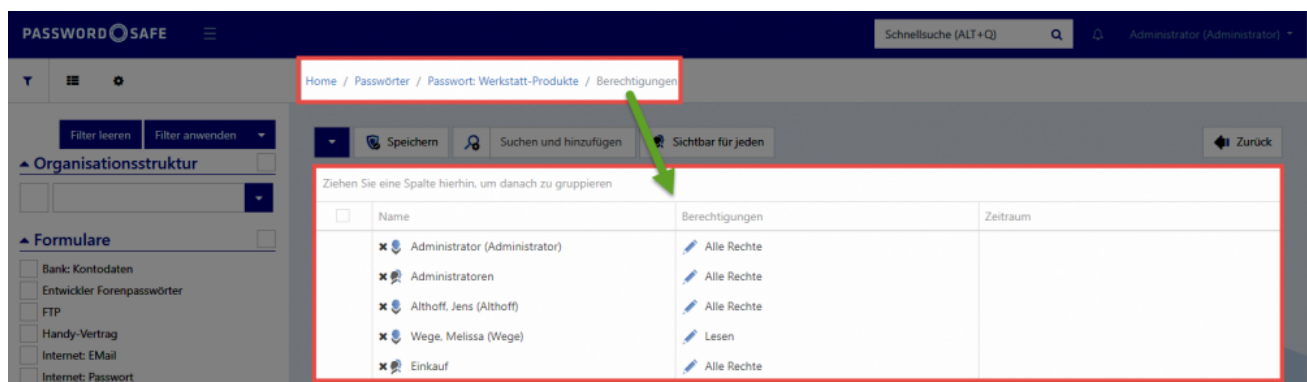 PASSWORD SAFE
Schnellsuche (ALT+Q)
Administrator (Administrator)
Home / Passwörter / Passwort: Werkstatt-Produkte / Berechtigungen
Filter leeren Filter anwenden
Speichern Suchen und hinzufügen Sichtbar für jeden Zurück
Organisationsstruktur
Formulare
Bank: Kontodaten
Entwickler Forenpasswörter
FTP
Handy-Vertrag
Internet: EMail
Internet: Passwort
Ziehen Sie eine Spalte hierhin, um danach zu gruppieren
Name Berechtigungen Zeitraum
Administrator (Administrator) Alle Rechte
Administratoren Alle Rechte
Althoff, Jens (Althoff) Alle Rechte
Wege, Melissa (Wege) Lesen
Einkauf Alle Rechte